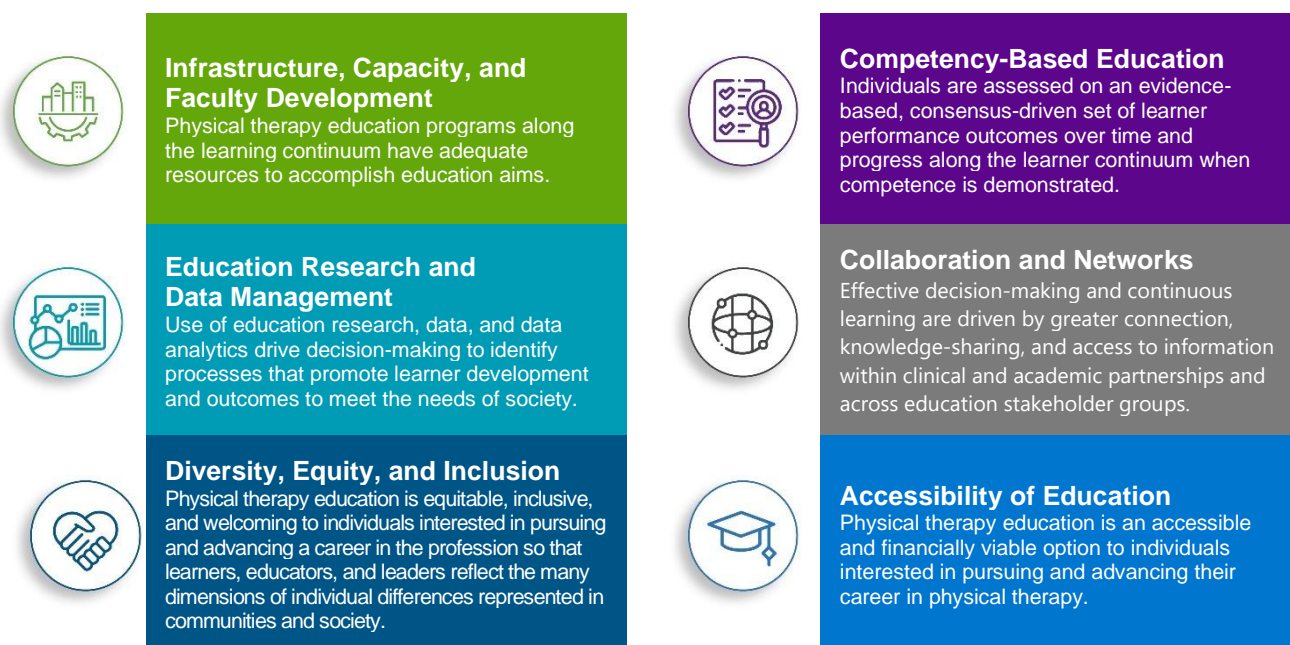 Infrastructure, Capacity, and
Faculty Development
Physical therapy education programs along
the learning continuum have adequate
resources to accomplish education aims.
Education Research and
Data Management
Use of education research, data, and data
analytics drive decision-making to identify
processes that promote learner development
and outcomes to meet the needs of society.
Diversity, Equity, and Inclusion
Physical therapy education is equitable, inclusive,
and welcoming to individuals interested in pursuing
and advancing a career in the profession so that
learners, educators, and leaders reflect the many
dimensions of individual differences represented in
communities and society.
Competency-Based Education
Individuals are assessed on an evidence-
based, consensus-driven set of learner
performance outcomes over time and
progress along the learner continuum when
competence is demonstrated.
Collaboration and Networks
Effective decision-making and continuous
learning are driven by greater connection,
knowledge-sharing, and access to information
within clinical and academic partnerships and
across education stakeholder groups.
Accessibility of Education
Physical therapy education is an accessible
and financially viable option to individuals
interested in pursuing and advancing their
career in physical therapy.